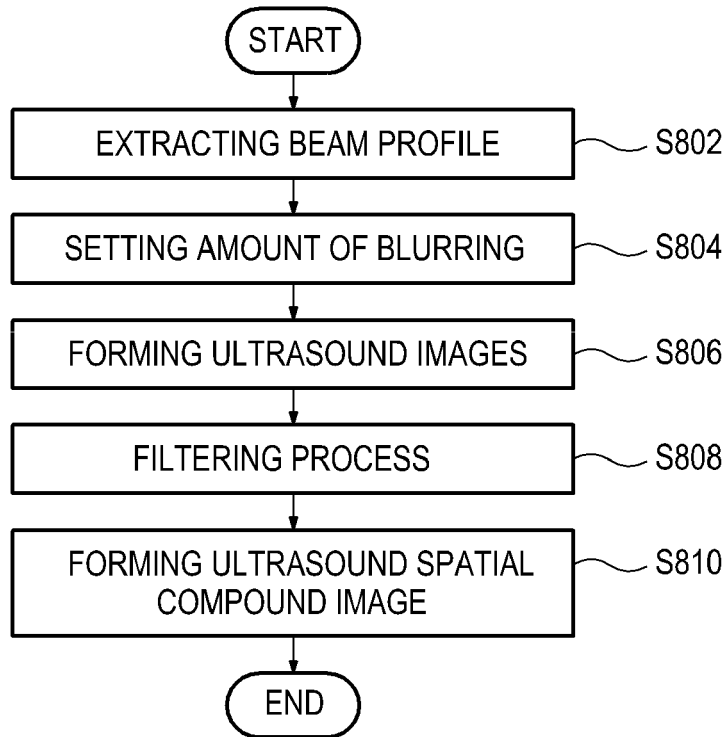 START
EXTRACTING BEAM PROFILE
S802
SETTING AMOUNT OF BLURRING
S804
FORMING ULTRASOUND IMAGES
S806
FILTERING PROCESS
S808
FORMING ULTRASOUND SPATIAL
COMPOUND IMAGE
S810
END